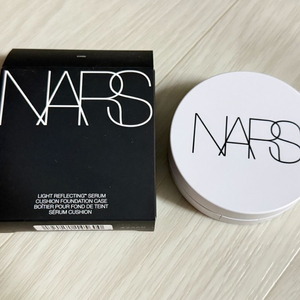 NARS
LIGHT REFLECTING™ SERUM
CUSHION FOUNDATION CASE
BOÎTIER POUR FOND DE TEINT
SÉRUM CUSHION
NARS